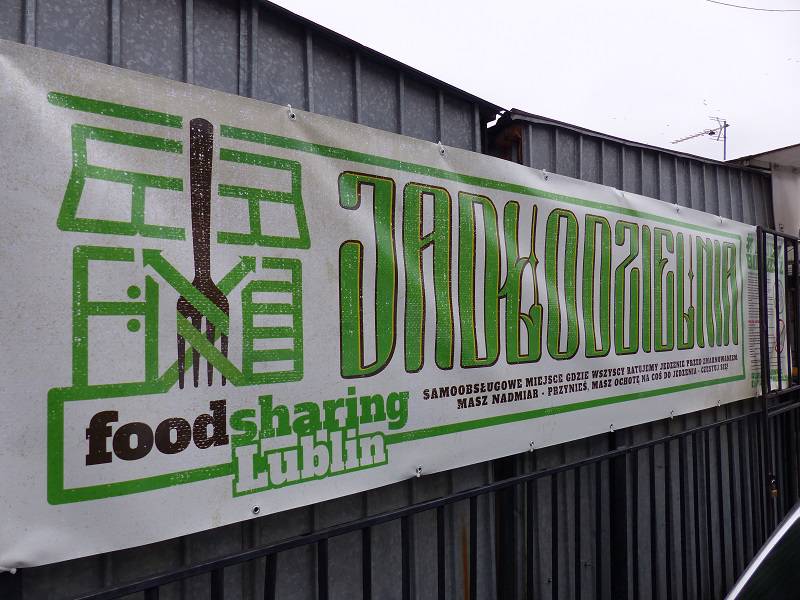 JADŁODZIELNIA
SAMOOBSŁUGOWE MIEJSCE GDZIE WSZYSCY RATUJEMY JEDZENIE PRZED ZMARNOWANIEM.
MASZ NADMIAR - PRZYNIEŚ, MASZ OCHOTĘ NA COŚ DO JEDZENIA - CZĘSTUJ SIĘ!
foodsharing
Lublin